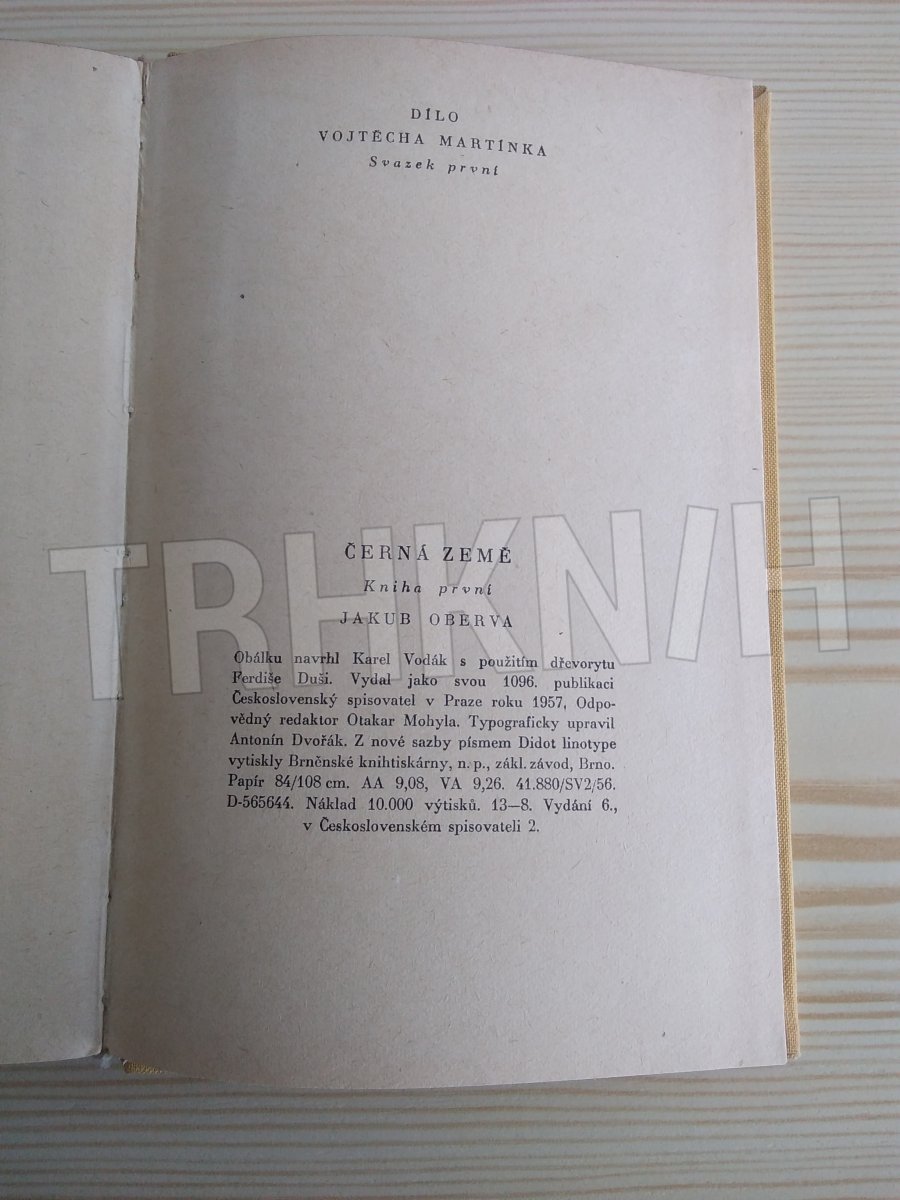 DÍLO
VOJTĚCHA MARTÍNKA
Svazek první
TRHKNIH
ČERNÁ ZEMĚ
Kniha první
JAKUB OBERVA
Obálku navrhl Karel Vodák s použitím dřevorytu
Ferdiše Duši. Vydal jako svou 1096. publikaci
Československý spisovatel v Praze roku 1957, Odpo-
vědný redaktor Otakar Mohyla. Typograficky upravil
Antonín Dvořák. Z nové sazby písmem Didot linotype
vytiskly Brněnské knihtiskárny, n. p., zákl. závod, Brno.
Papír 84/108 cm. AA 9,08, VA 9,26. 41.880/SV2/56.
D-565644. Náklad 10.000 výtisků. 13—8. Vydání 6.,
v Československém spisovateli 2.